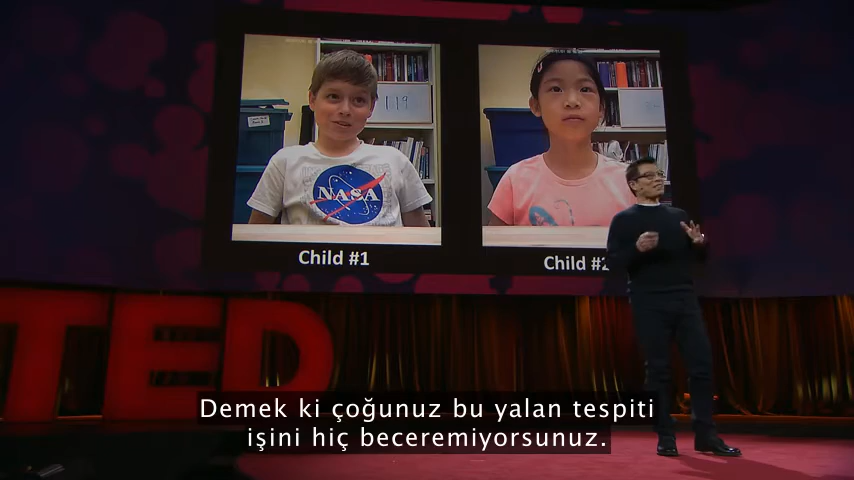 119
NASA
Child #1
Child #2
TED
Demek ki çoğunuz bu yalan tespiti
işini hiç beceremiyorsunuz.